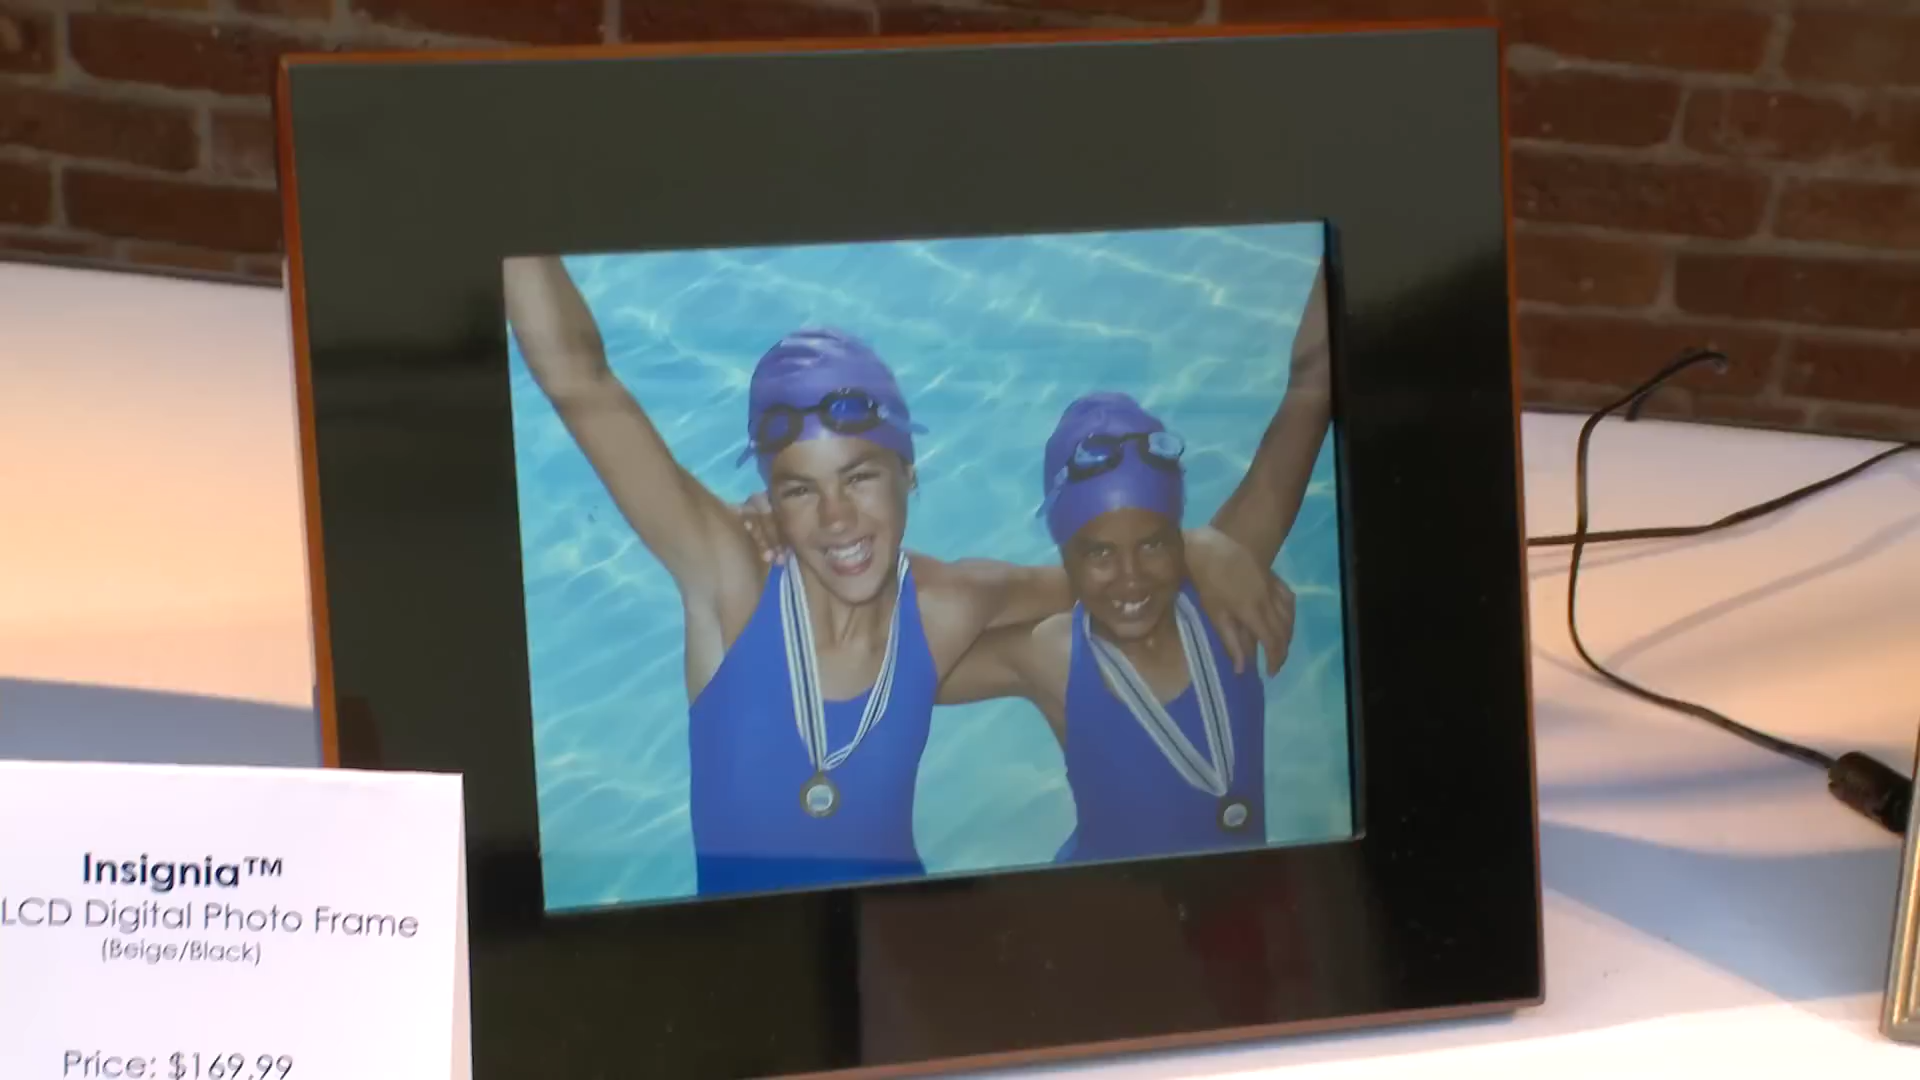 Insignia™
LCD Digital Photo Frame
(Beige/Black)
Price: $169.99